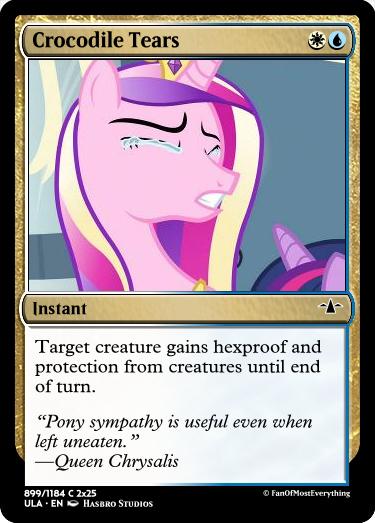 Crocodile Tears
Instant
Target creature gains hexproof and
protection from creatures until end
of turn.
“Pony sympathy is useful even when
left uneaten.”
—Queen Chrysalis
899/1184 C 2x25
ULA • EN Hasbro Studios
© FanOfMostEverything